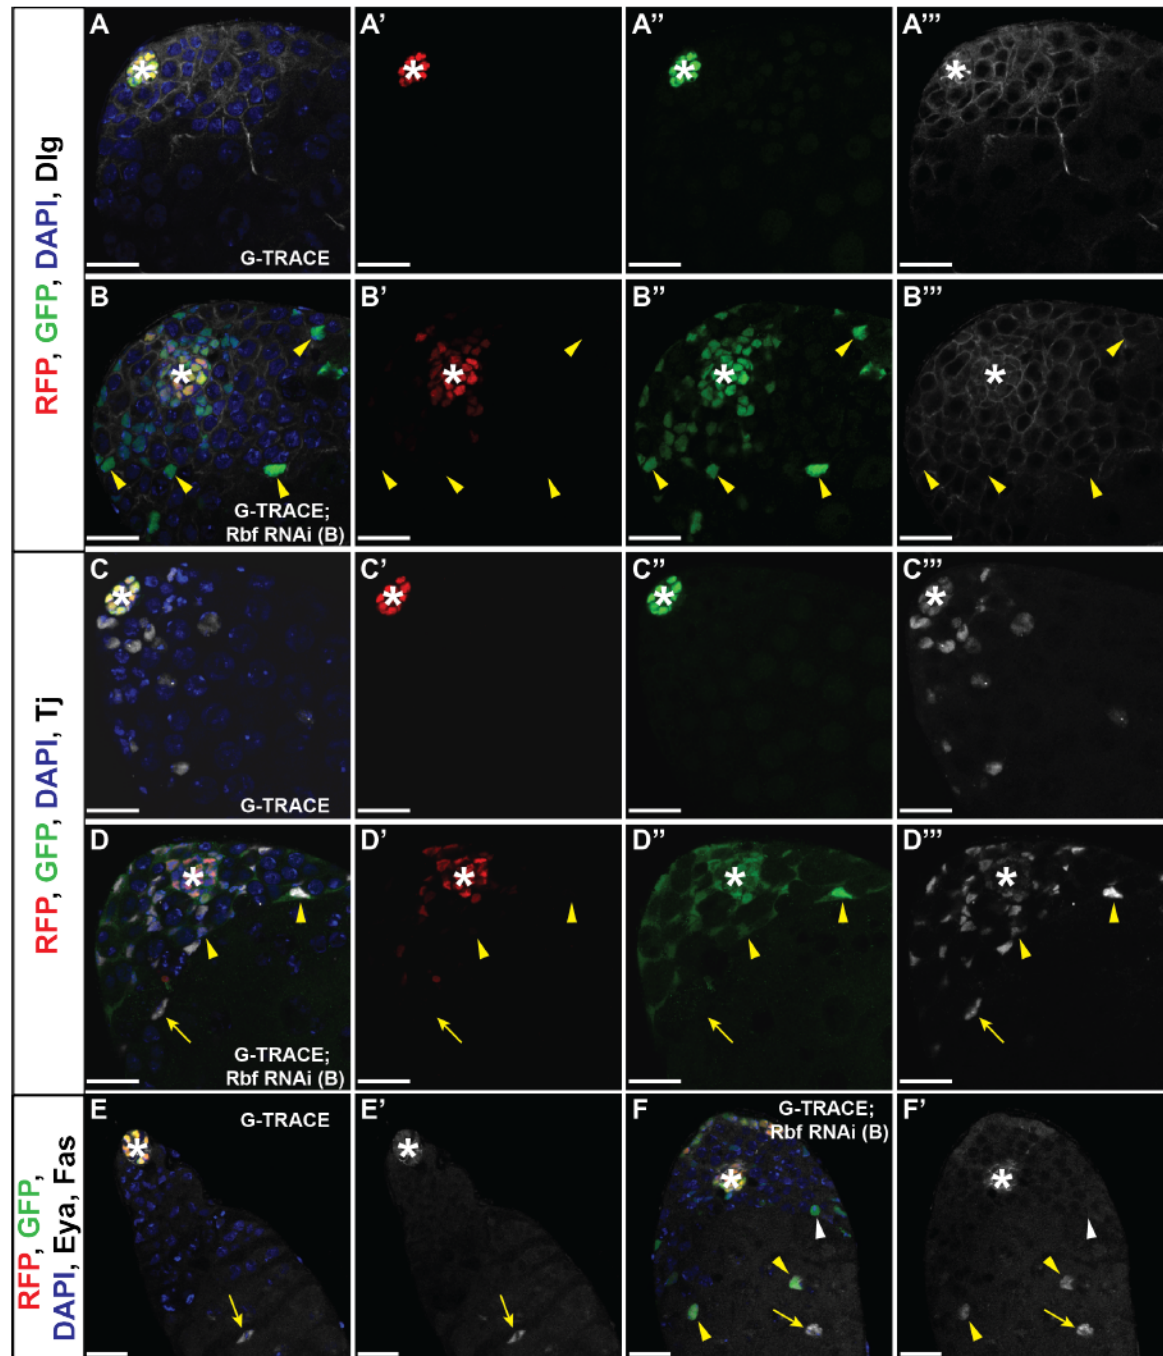 RFP, GFP, DAPI, Dlg
A
G-TRACE
A'
A''
A'''
B
G-TRACE;
Rbf RNAi (B)
B'
B''
B'''
RFP, GFP, DAPI, Tj
C
G-TRACE
C'
C''
C'''
D
G-TRACE;
Rbf RNAi (B)
D'
D''
D'''
RFP, GFP,
DAPI, Eya, Fas
E
G-TRACE
E'
F
G-TRACE;
Rbf RNAi (B)
F'